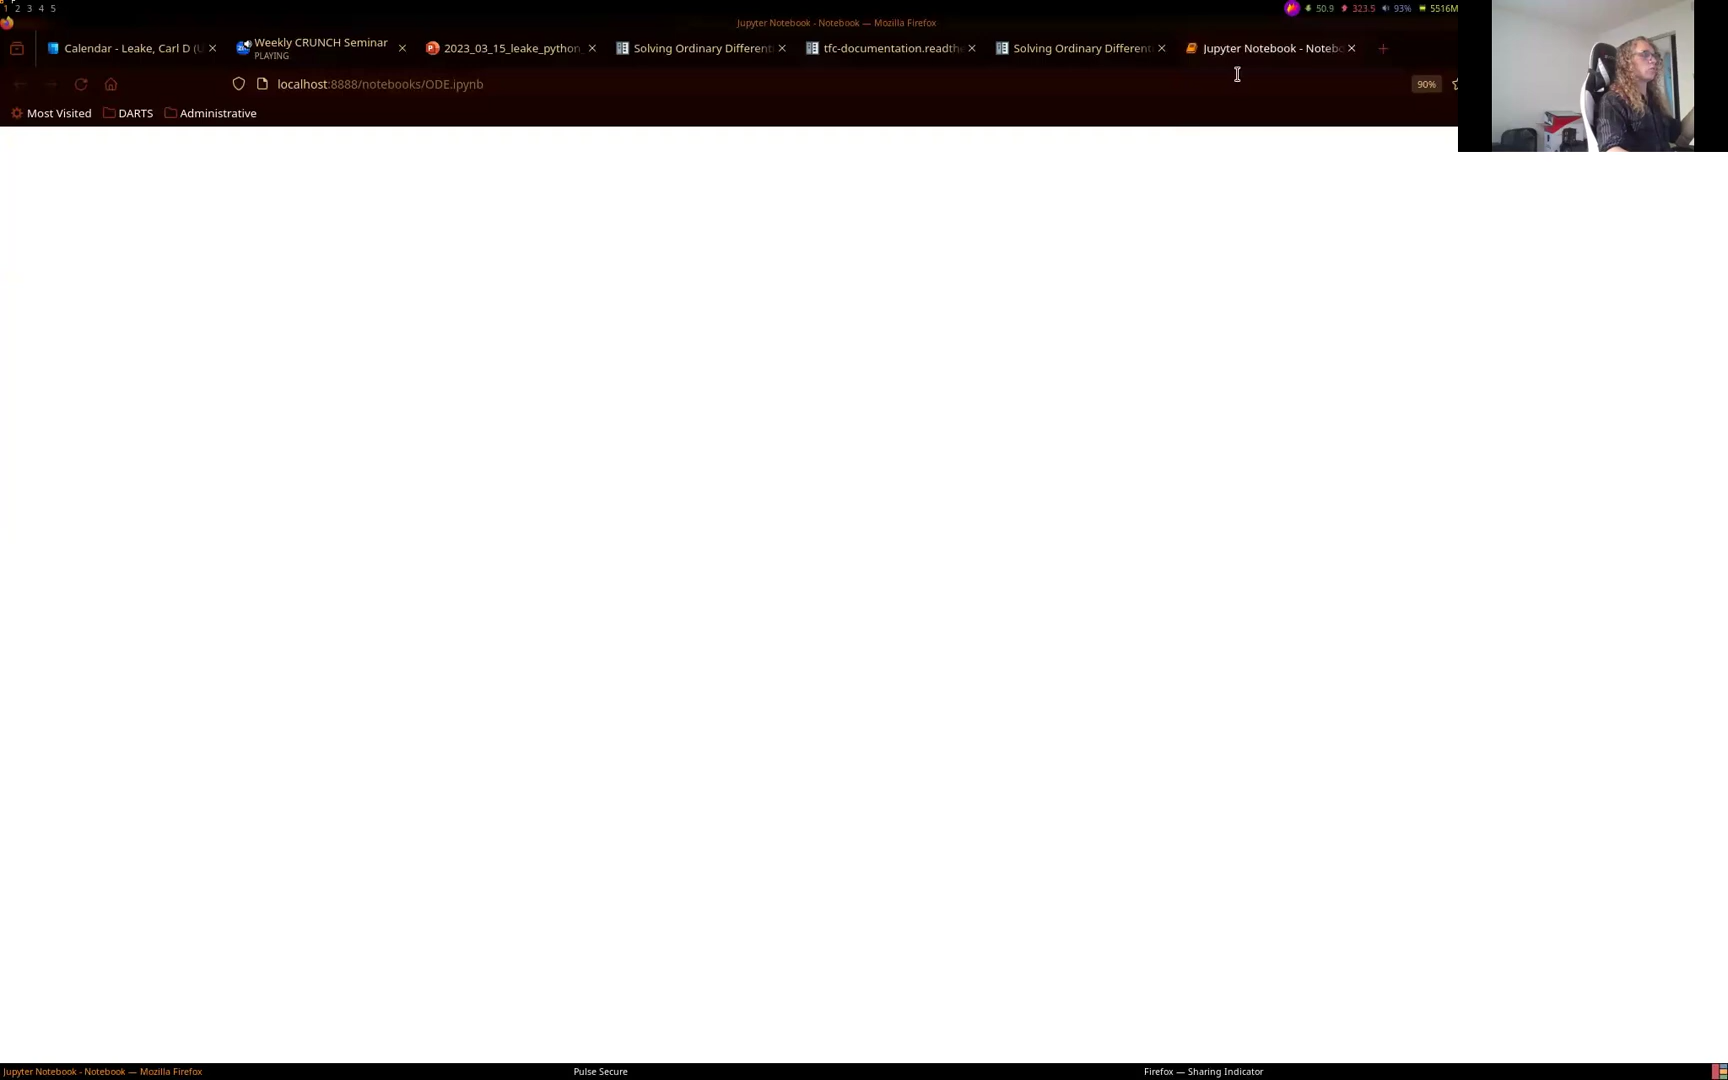 1 2 3 4 5
50.9 323.5 93% 5516M
Jupyter Notebook - Notebook — Mozilla Firefox
Calendar - Leake, Carl D (U
Weekly CRUNCH Seminar
PLAYING
2023_03_15_leake_python
Solving Ordinary Different
tfc-documentation.readthe
Solving Ordinary Different
Jupyter Notebook - Notebo
localhost:8888/notebooks/ODE.ipynb
90%
Most Visited DARTS Administrative
Jupyter Notebook - Notebook — Mozilla Firefox Pulse Secure Firefox — Sharing Indicator